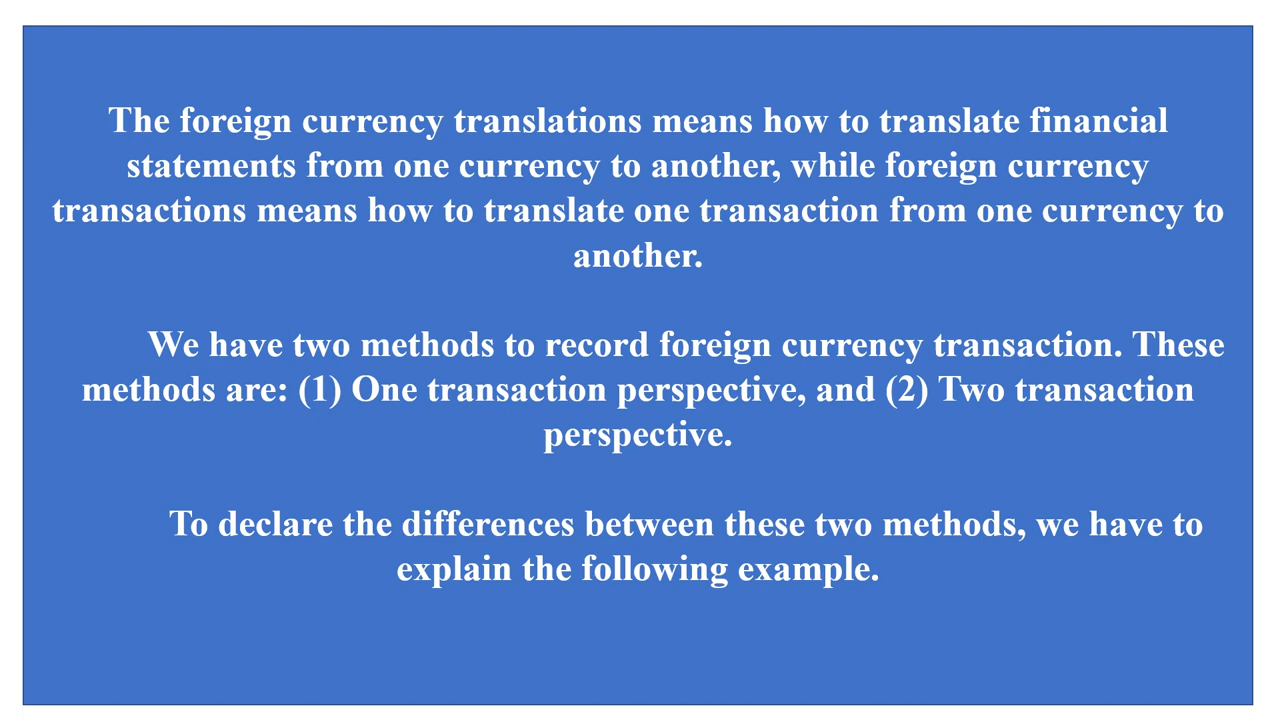 The foreign currency translations means how to translate financial
statements from one currency to another, while foreign currency
transactions means how to translate one transaction from one currency to
another.
We have two methods to record foreign currency transaction. These
methods are: (1) One transaction perspective, and (2) Two transaction
perspective.
To declare the differences between these two methods, we have to
explain the following example.